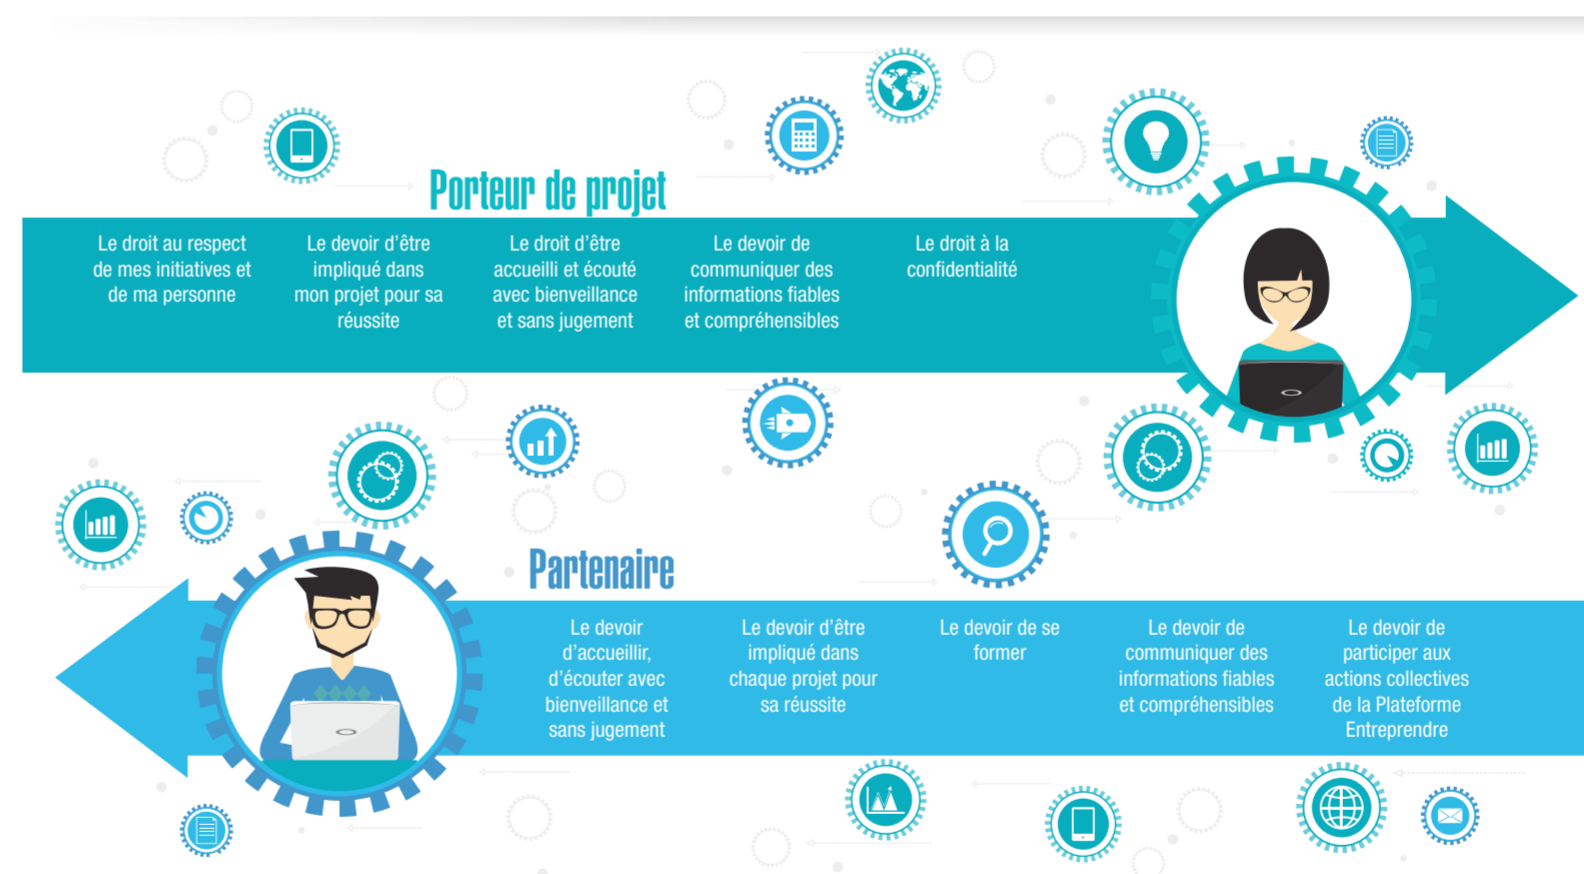 Porteur de projet
Le droit au respect
de mes initiatives et
de ma personne
Le devoir d'être
impliqué dans
mon projet pour sa
réussite
Le droit d'être
accueilli et écouté
avec bienveillance
et sans jugement
Le devoir de
communiquer des
informations fiables
et compréhensibles
Le droit à la
confidentialité
Partenaire
Le devoir
d'accueillir,
d'écouter avec
bienveillance et
sans jugement
Le devoir d'être
impliqué dans
chaque projet pour
sa réussite
Le devoir de se
former
Le devoir de
communiquer des
informations fiables
et compréhensibles
Le devoir de
participer aux
actions collectives
de la Plateforme
Entreprendre